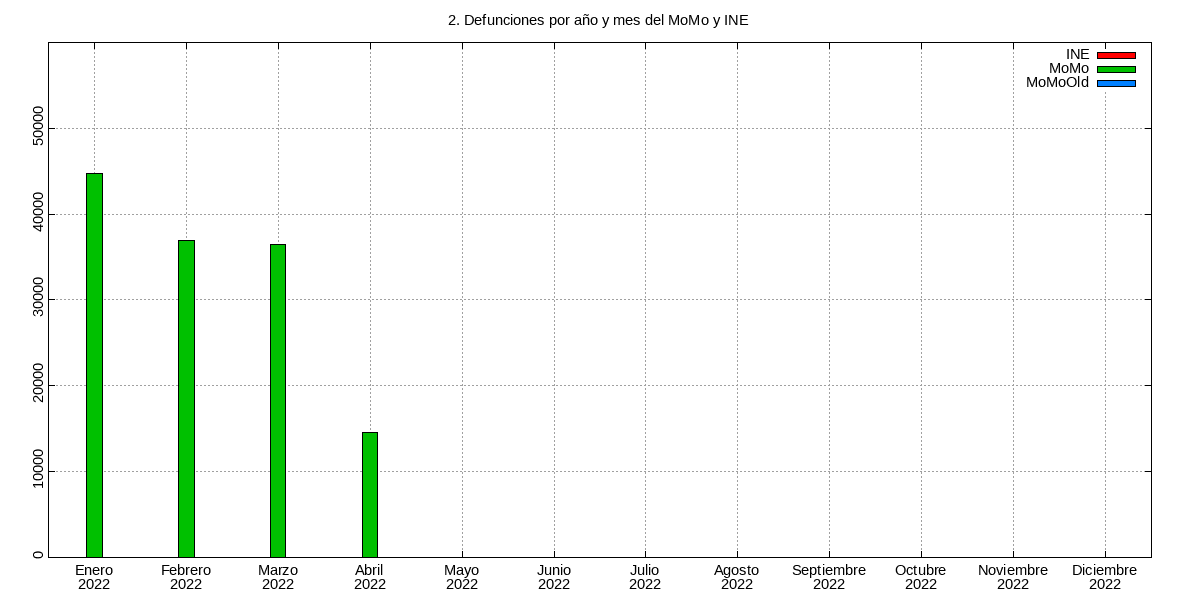 2. Defunciones por año y mes del MoMo y INE
INE
MoMo
MoMoOld
50000
40000
30000
20000
10000
0
Enero Febrero Marzo Abril Mayo Junio Julio Agosto Septiembre Octubre Noviembre Diciembre
2022 2022 2022 2022 2022 2022 2022 2022 2022 2022 2022 2022